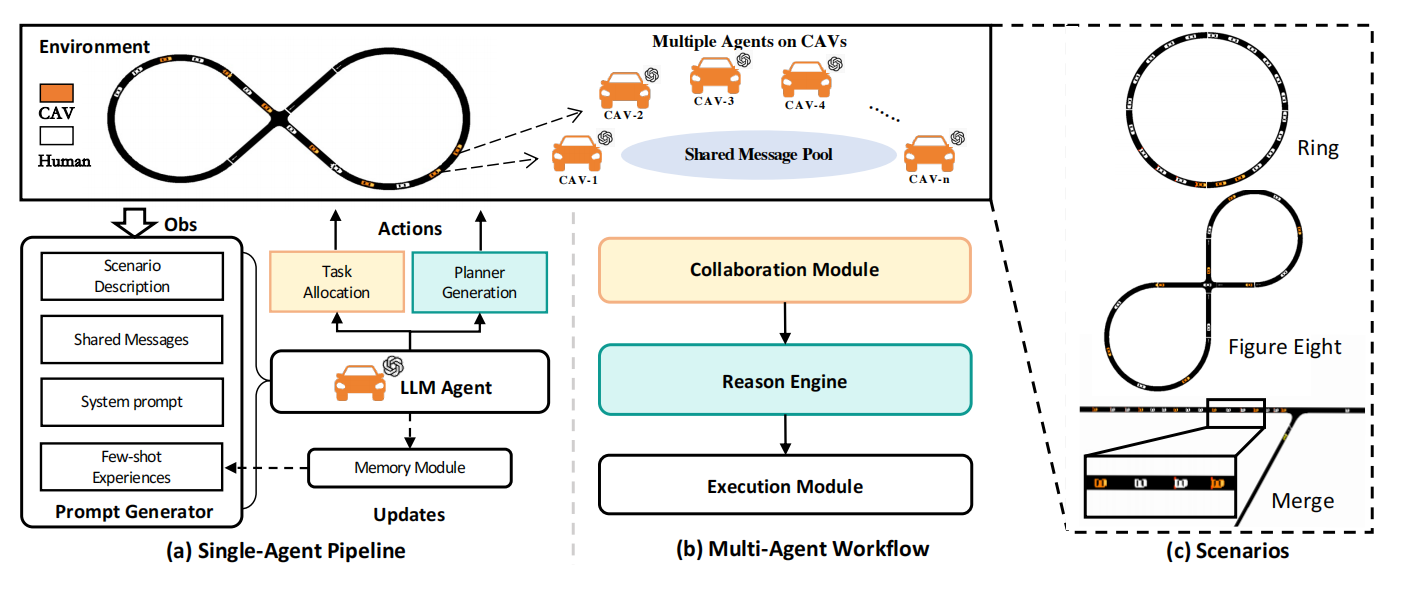 Environment
CAV
Human
Multiple Agents on CAVs
CAV-1
CAV-2
CAV-3
CAV-4
......
CAV-n
Shared Message Pool
Obs
Scenario
Description
Shared Messages
System prompt
Few-shot
Experiences
Prompt Generator
Actions
Task
Allocation
Planner
Generation
LLM Agent
Memory Module
Updates
(a) Single-Agent Pipeline
Collaboration Module
Reason Engine
Execution Module
(b) Multi-Agent Workflow
Ring
Figure Eight
Merge
(c) Scenarios